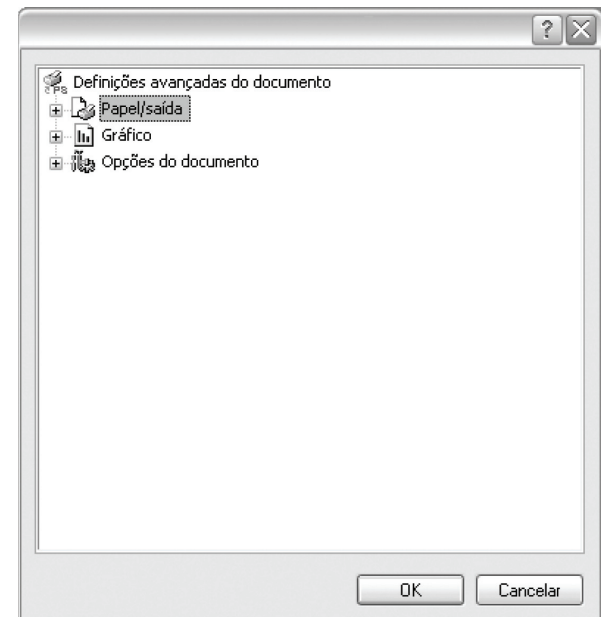 Definições avançadas do documento
Papel/saída
Gráfico
Opções do documento
OK Cancelar